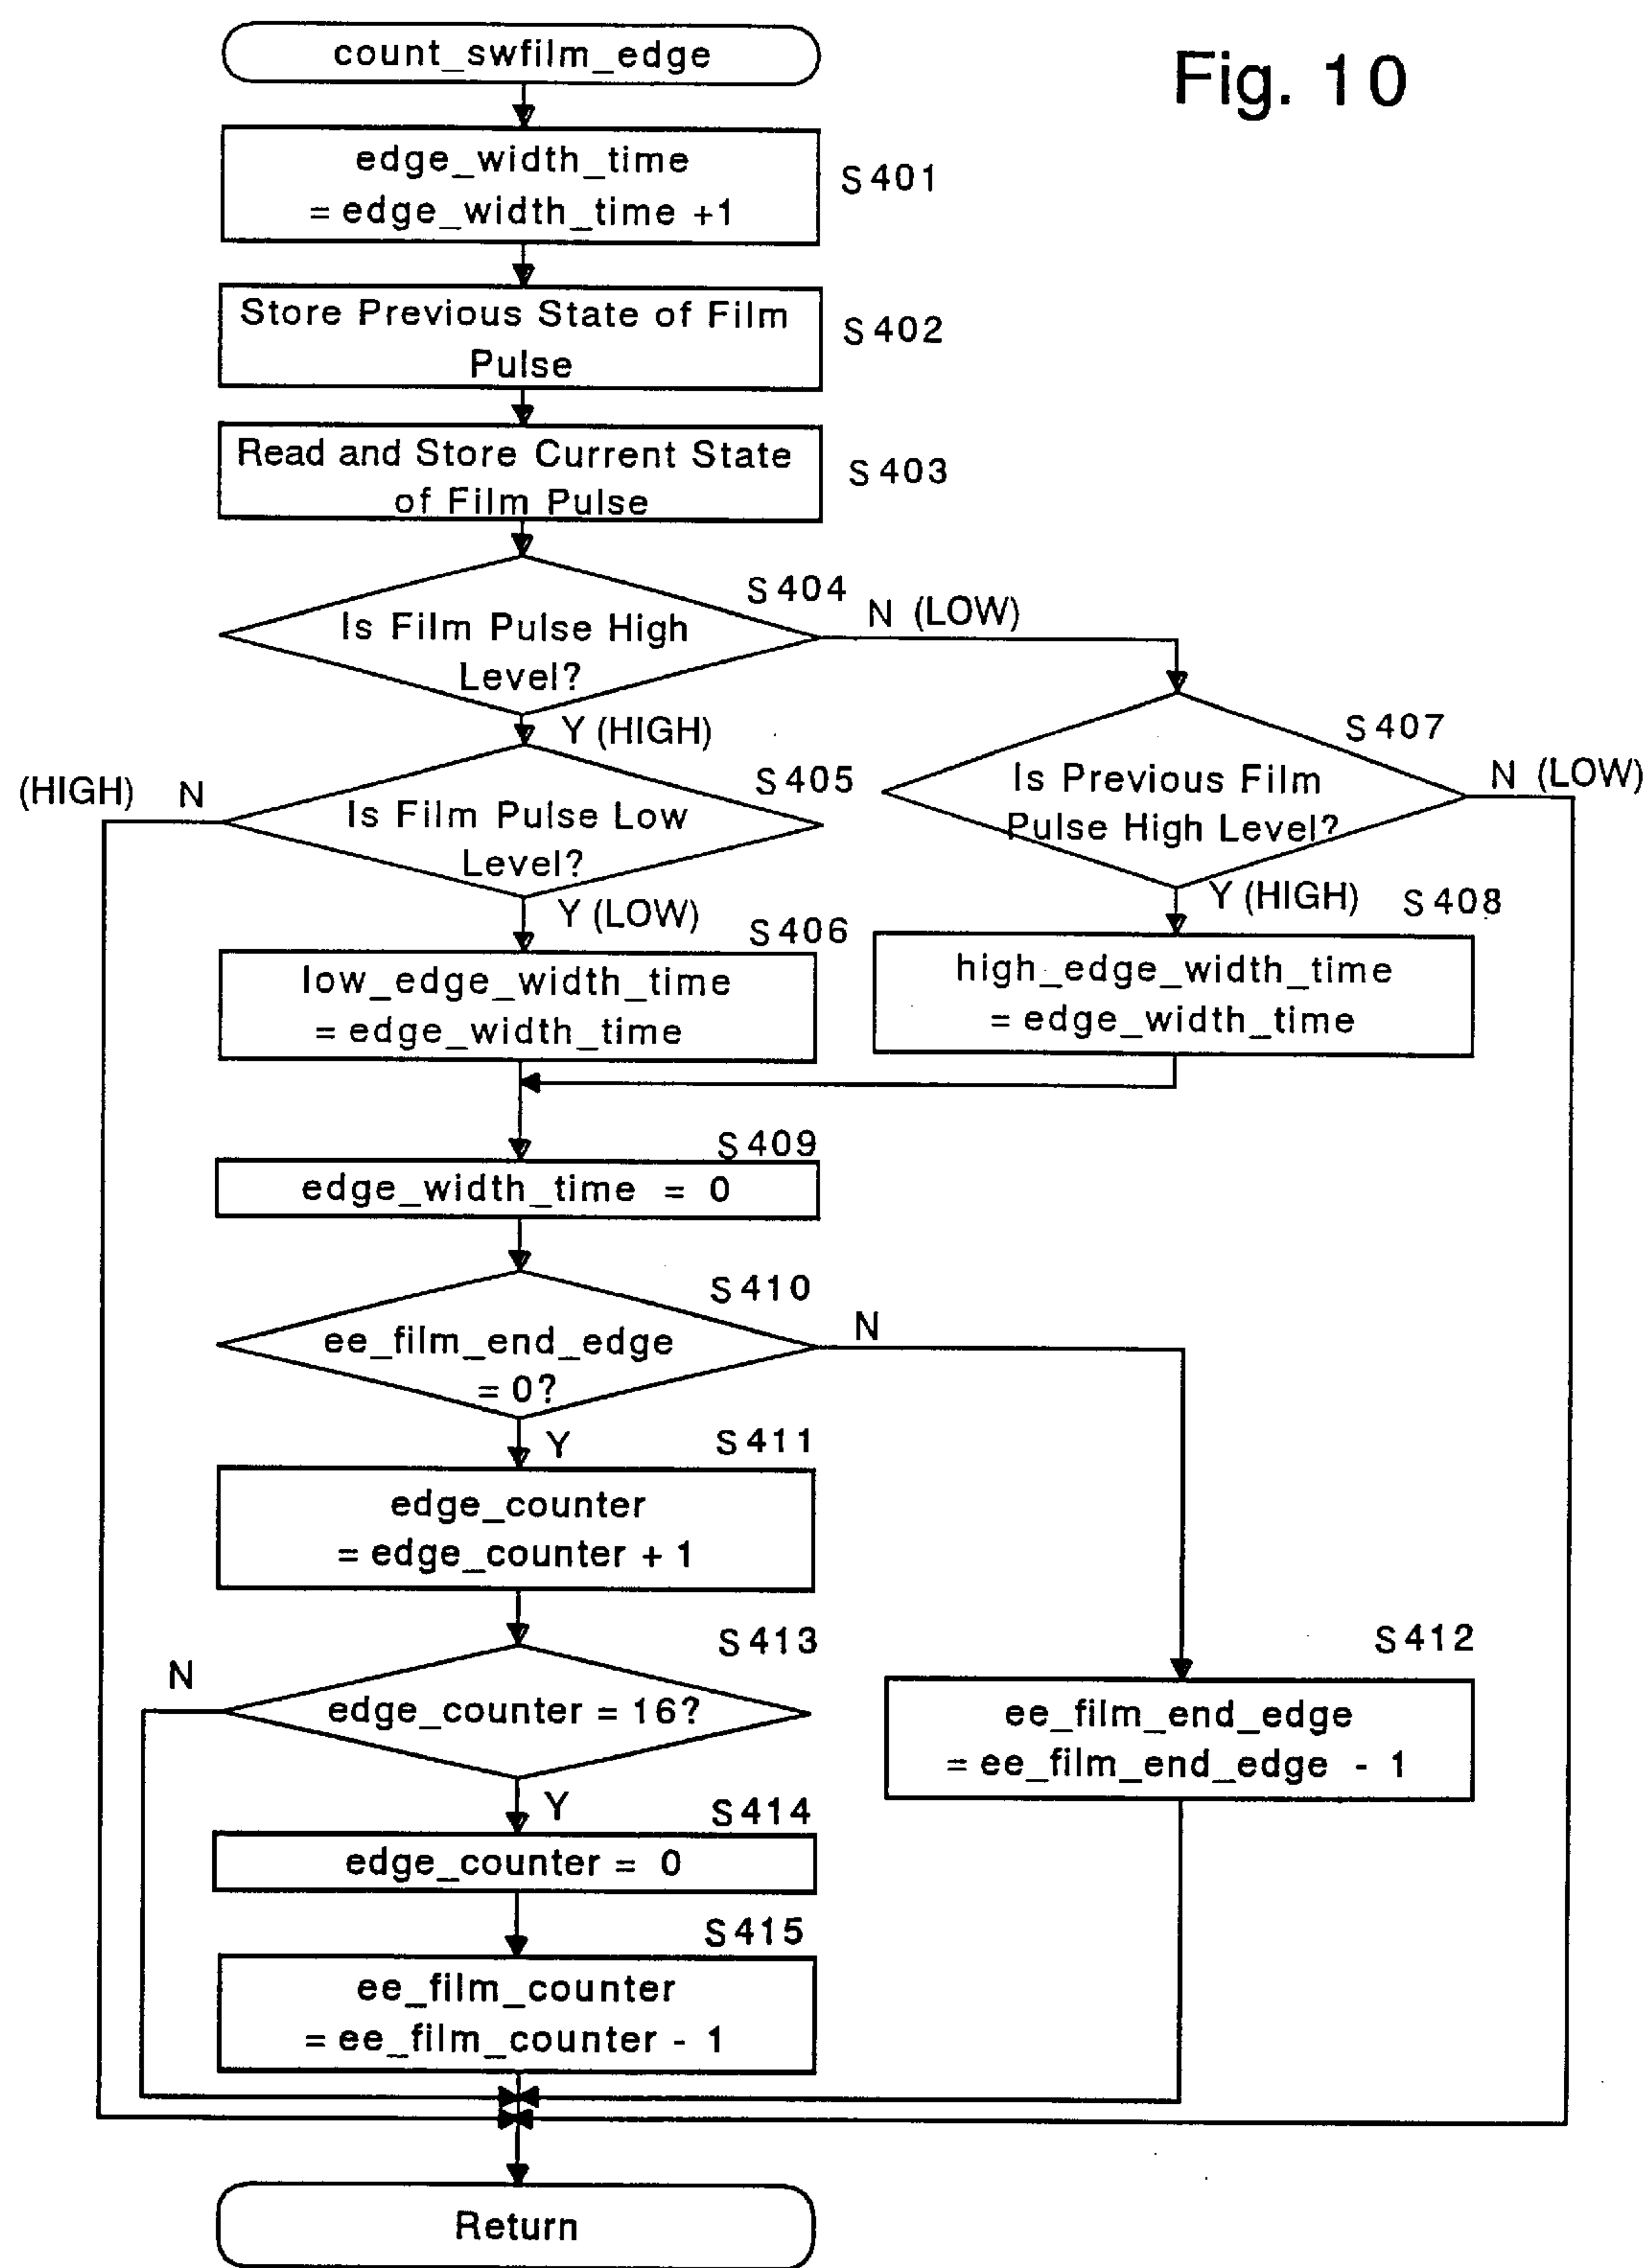 Fig. 10
count_swfilm_edge
edge_width_time
= edge_width_time +1
S401
Store Previous State of Film
Pulse
S402
Read and Store Current State
of Film Pulse
S403
S404
Is Film Pulse High
Level?
N (LOW)
Y (HIGH)
S405
(HIGH) N
Is Film Pulse Low
Level?
Y (LOW)
S407
Is Previous Film
Pulse High Level?
N (LOW)
Y (HIGH)
S406
low_edge_width_time
= edge_width_time
S408
high_edge_width_time
= edge_width_time
S409
edge_width_time = 0
S410
ee_film_end_edge
= 0?
N
Y
S411
edge_counter
= edge_counter + 1
S413
N
edge_counter = 16?
Y
S412
ee_film_end_edge
= ee_film_end_edge - 1
S414
edge_counter = 0
S415
ee_film_counter
= ee_film_counter - 1
Return